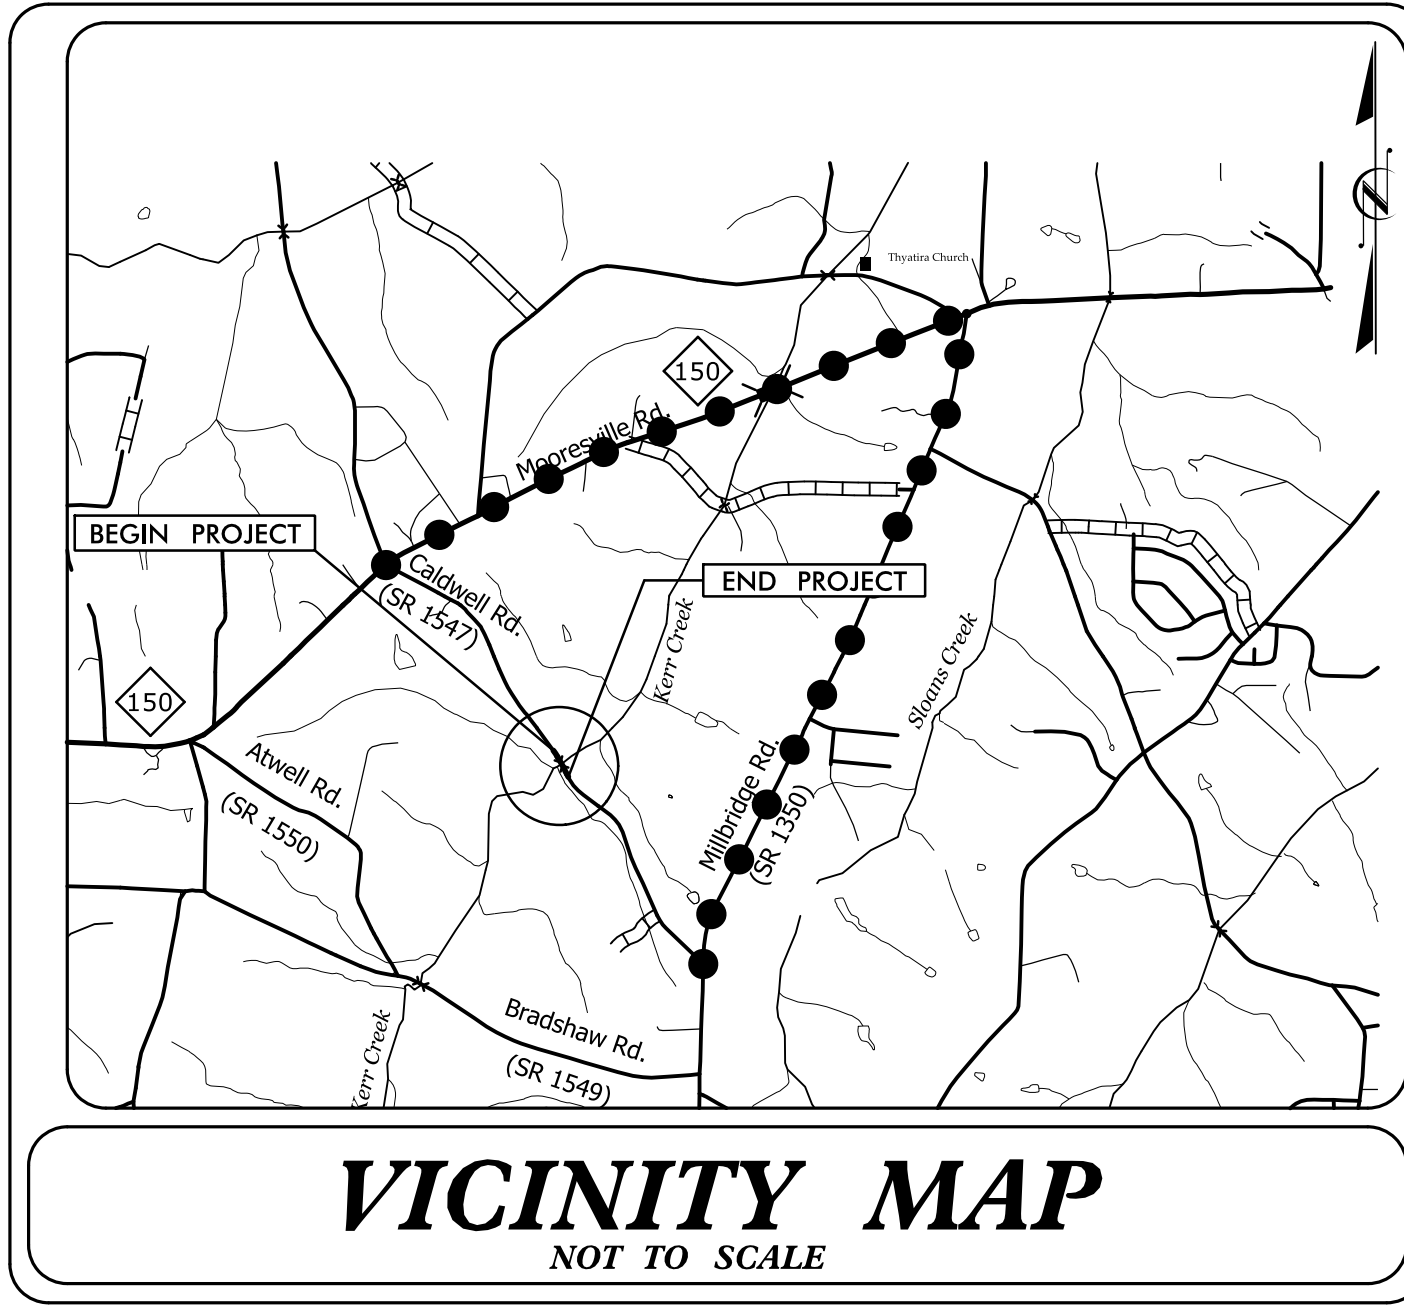 Thyatira Church
150
Mooresville Rd.
BEGIN PROJECT
Caldwell Rd.
(SR 1547)
END PROJECT
Kerr Creek
Sloans Creek
150
Atwell Rd.
(SR 1550)
Millbridge Rd.
(SR 1350)
Bradshaw Rd.
(SR 1549)
Kerr Creek
N
VICINITY MAP
NOT TO SCALE